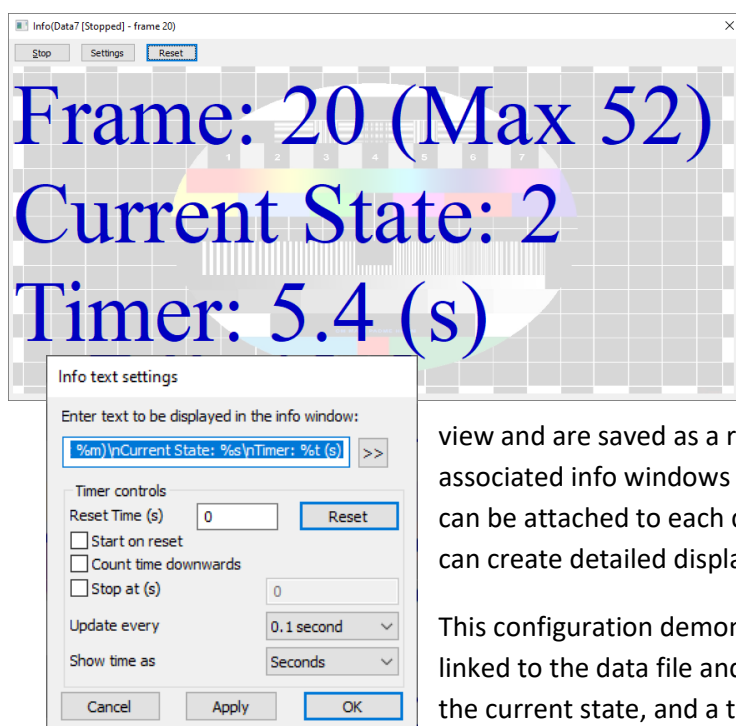 Info(Data7 [Stopped] - frame 20)
Stop Settings Reset
Frame: 20 (Max 52)
1 2 3 4 5 6 7
Current State: 2
Timer: 5.4 (s)
Info text settings
Enter text to be displayed in the info window:
%m)\nCurrent State: %s\nTimer: %t (s) >>
Timer controls
Reset Time (s) 0 Reset
Start on reset
Count time downwards
Stop at (s) 0
Update every 0.1 second
Show time as Seconds
Cancel Apply OK
view and are saved as a
associated info windows
can be attached to each
can create detailed
This configuration
linked to the data file
the current state, and a